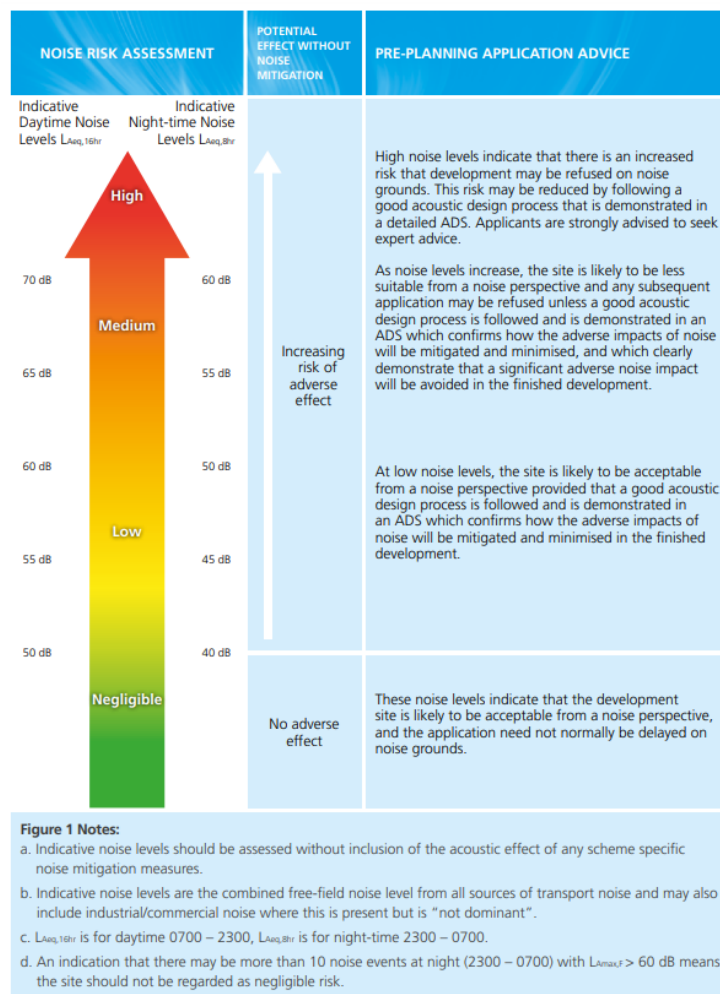 NOISE RISK ASSESSMENT
POTENTIAL
EFFECT WITHOUT
NOISE
MITIGATION
PRE-PLANNING APPLICATION ADVICE
Indicative
Daytime Noise
Levels LAeq,16hr
Indicative
Night-time Noise
Levels LAeq,8hr
High
70 dB
60 dB
Medium
65 dB
55 dB
60 dB
50 dB
Low
55 dB
45 dB
50 dB
40 dB
Negligible
Increasing
risk of
adverse
effect
No adverse
effect
High noise levels indicate that there is an increased
risk that development may be refused on noise
grounds. This risk may be reduced by following a
good acoustic design process that is demonstrated in
a detailed ADS. Applicants are strongly advised to seek
expert advice.
As noise levels increase, the site is likely to be less
suitable from a noise perspective and any subsequent
application may be refused unless a good acoustic
design process is followed and is demonstrated in an
ADS which confirms how the adverse impacts of noise
will be mitigated and minimised, and which clearly
demonstrate that a significant adverse noise impact
will be avoided in the finished development.
At low noise levels, the site is likely to be acceptable
from a noise perspective provided that a good acoustic
design process is followed and is demonstrated in
an ADS which confirms how the adverse impacts of
noise will be mitigated and minimised in the finished
development.
These noise levels indicate that the development
site is likely to be acceptable from a noise perspective,
and the application need not normally be delayed on
noise grounds.
Figure 1 Notes:
a. Indicative noise levels should be assessed without inclusion of the acoustic effect of any scheme specific
noise mitigation measures.
b. Indicative noise levels are the combined free-field noise level from all sources of transport noise and may also
include industrial/commercial noise where this is present but is “not dominant”.
c. LAeq,16hr is for daytime 0700 – 2300, LAeq,8hr is for night-time 2300 – 0700.
d. An indication that there may be more than 10 noise events at night (2300 – 0700) with LAmax,F > 60 dB means
the site should not be regarded as negligible risk.